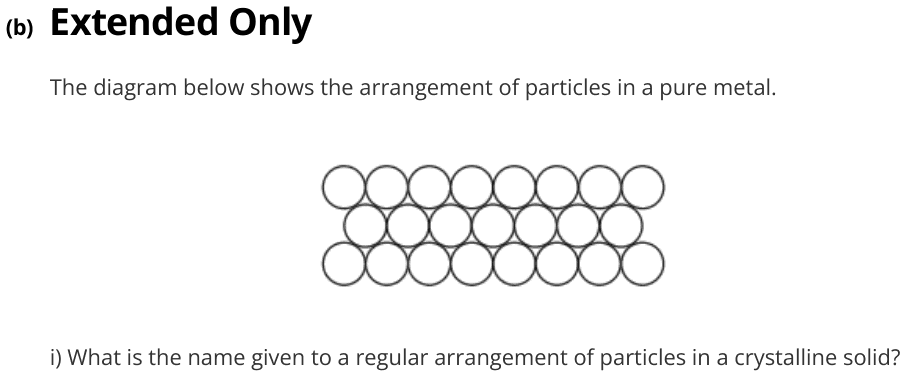 (b) Extended Only
The diagram below shows the arrangement of particles in a pure metal.
i) What is the name given to a regular arrangement of particles in a crystalline solid?